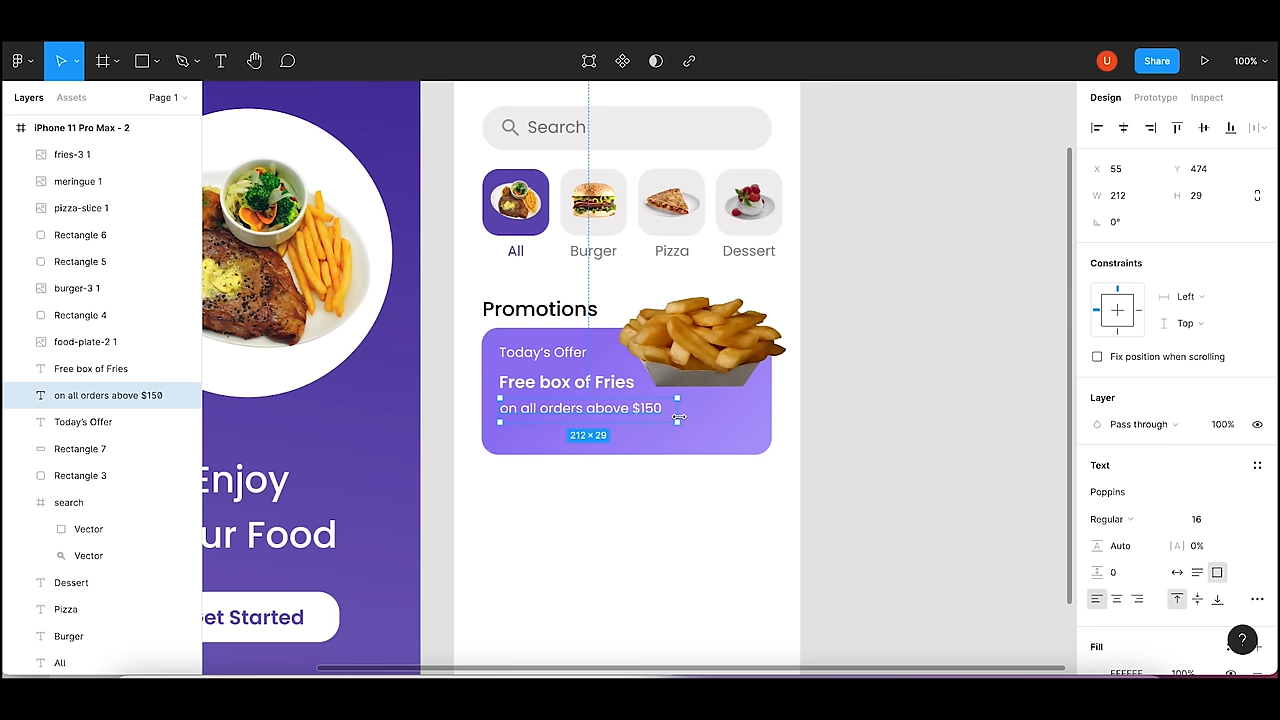 U
Share
100%
Layers
Assets
Page 1
iPhone 11 Pro Max - 2
fries-3 1
meringue 1
pizza-slice 1
Rectangle 6
Rectangle 5
burger-3 1
Rectangle 4
food-plate-2 1
Free box of Fries
on all orders above $150
Today's Offer
Rectangle 7
Rectangle 3
search
Vector
Vector
Dessert
Pizza
Burger
All
Enjoy
ur Food
et Started
Search
All
Burger
Pizza
Dessert
Promotions
Today's Offer
Free box of Fries
on all orders above $150
212 × 29
Design
Prototype
Inspect
X 55 Y 474
W 212 H 29
0°
Constraints
Left
Top
Fix position when scrolling
Layer
Pass through 100%
Text
Poppins
Regular 16
Auto |A| 0%
0
Fill
FFFFFF 100%
?